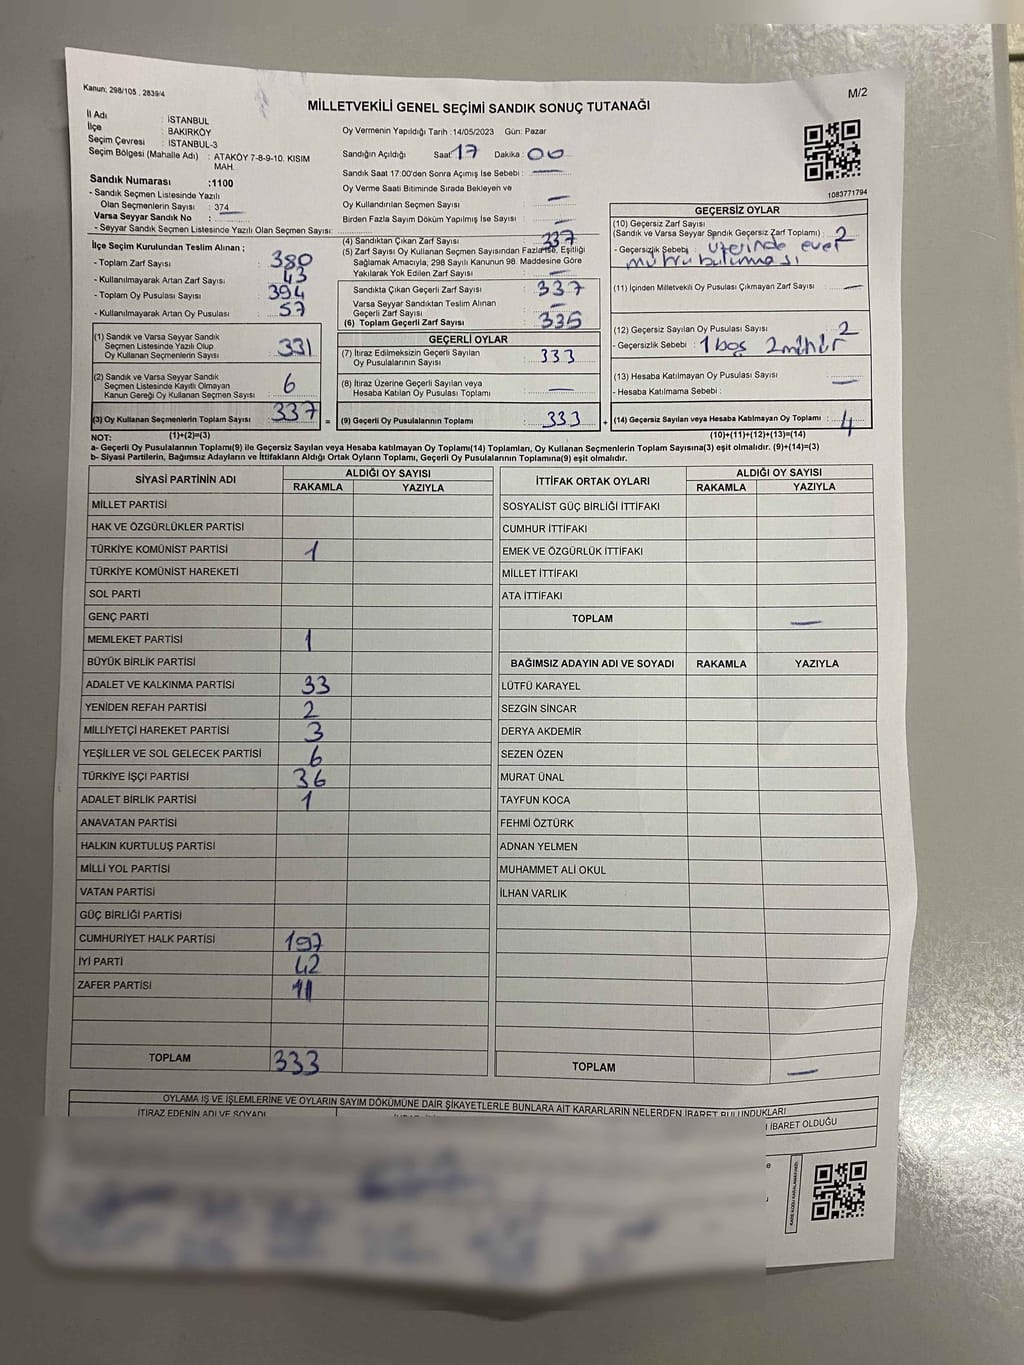 Kanun; 298/105 , 2839/4
M/2
MİLLETVEKİLİ GENEL SEÇİMİ SANDIK SONUÇ TUTANAĞI
İl Adı : İSTANBUL
İlçe : BAKIRKÖY
Seçim Çevresi : İSTANBUL-3
Seçim Bölgesi (Mahalle Adı) : ATAKÖY 7-8-9-10. KISIM MAH.
Sandık Numarası :1100
- Sandık Seçmen Listesinde Yazılı
Olan Seçmenlerin Sayısı : 374
Varsa Seyyar Sandık No :
- Seyyar Sandık Seçmen Listesinde Yazılı Olan Seçmen Sayısı:
Oy Vermenin Yapıldığı Tarih :14/05/2023 Gün: Pazar
Sandığın Açıldığı Saat 17 Dakika : 00
Sandık Saat 17:00'den Sonra Açımış İse Sebebi : —
Oy Verme Saati Bitiminde Sırada Bekleyen ve
Oy Kullandırılan Seçmen Sayısı —
Birden Fazla Sayım Döküm Yapılmış İse Sayısı —
1083771794
İlçe Seçim Kurulundan Teslim Alınan ;
- Toplam Zarf Sayısı 380
- Kullanılmayarak Artan Zarf Sayısı 43
- Toplam Oy Pusulası Sayısı 394
- Kullanılmayarak Artan Oy Pusulası 57
(1) Sandık ve Varsa Seyyar Sandık
Seçmen Listesinde Yazılı Olup
Oy Kullanan Seçmenlerin Sayısı 331
(2) Sandık ve Varsa Seyyar Sandık
Seçmen Listesinde Kayıtlı Olmayan
Kanun Gereği Oy Kullanan Seçmen Sayısı 6
(3) Oy Kullanan Seçmenlerin Toplam Sayısı 337 =
(1)+(2)=(3)
(4) Sandıktan Çıkan Zarf Sayısı 337
(5) Zarf Sayısı Oy Kullanan Seçmen Sayısından Fazla ise, Eşitliği
Sağlamak Amacıyla, 298 Sayılı Kanunun 98. Maddesine Göre
Yakılarak Yok Edilen Zarf Sayısı —
Sandıkta Çıkan Geçerli Zarf Sayısı 337
Varsa Seyyar Sandıktan Teslim Alınan
Geçerli Zarf Sayısı —
(6) Toplam Geçerli Zarf Sayısı 335
GEÇERLİ OYLAR
(7) İtiraz Edilmeksizin Geçerli Sayılan
Oy Pusulalarının Sayısı 333
(8) İtiraz Üzerine Geçerli Sayılan veya
Hesaba Katılan Oy Pusulası Toplamı —
(9) Geçerli Oy Pusulalarının Toplamı 333 +
GEÇERSİZ OYLAR
(10) Geçersiz Zarf Sayısı
(Sandık ve Varsa Seyyar Sandık Geçersiz Zarf Toplamı) : 2
- Geçersizlik Sebebi : üzerinde evet
mührü bulunması
(11) İçinden Milletvekili Oy Pusulası Çıkmayan Zarf Sayısı —
(12) Geçersiz Sayılan Oy Pusulası Sayısı 2
- Geçersizlik Sebebi : 1 boş 2 mühür
(13) Hesaba Katılmayan Oy Pusulası Sayısı —
- Hesaba Katılmama Sebebi :
(14) Geçersiz Sayılan veya Hesaba Katılmayan Oy Toplamı : 4
(10)+(11)+(12)+(13)=(14)
NOT:
a- Geçerli Oy Pusulalarının Toplamı(9) ile Geçersiz Sayılan veya Hesaba katılmayan Oy Toplamı(14) Toplamları, Oy Kullanan Seçmenlerin Toplam Sayısına(3) eşit olmalıdır. (9)+(14)=(3)
b- Siyasi Partilerin, Bağımsız Adayların ve İttifakların Aldığı Ortak Oyların Toplamı, Geçerli Oy Pusulalarının Toplamına(9) eşit olmalıdır.
SİYASİ PARTİNİN ADI ALDIĞI OY SAYISI
RAKAMLA YAZIYLA
MİLLET PARTİSİ
HAK VE ÖZGÜRLÜKLER PARTİSİ
TÜRKİYE KOMÜNİST PARTİSİ 1
TÜRKİYE KOMÜNİST HAREKETİ
SOL PARTİ
GENÇ PARTİ
MEMLEKET PARTİSİ 1
BÜYÜK BİRLİK PARTİSİ
ADALET VE KALKINMA PARTİSİ 33
YENİDEN REFAH PARTİSİ 2
MİLLİYETÇİ HAREKET PARTİSİ 3
YEŞİLLER VE SOL GELECEK PARTİSİ 6
TÜRKİYE İŞÇİ PARTİSİ 36
ADALET BİRLİK PARTİSİ 1
ANAVATAN PARTİSİ
HALKIN KURTULUŞ PARTİSİ
MİLLİ YOL PARTİSİ
VATAN PARTİSİ
GÜÇ BİRLİĞİ PARTİSİ
CUMHURİYET HALK PARTİSİ 197
İYİ PARTİ 42
ZAFER PARTİSİ 11
TOPLAM 333
İTTİFAK ORTAK OYLARI ALDIĞI OY SAYISI
RAKAMLA YAZIYLA
SOSYALİST GÜÇ BİRLİĞİ İTTİFAKI
CUMHUR İTTİFAKI
EMEK VE ÖZGÜRLÜK İTTİFAKI
MİLLET İTTİFAKI
ATA İTTİFAKI
TOPLAM —
BAĞIMSIZ ADAYIN ADI VE SOYADI RAKAMLA YAZIYLA
LÜTFÜ KARAYEL
SEZGİN SİNCAR
DERYA AKDEMİR
SEZEN ÖZEN
MURAT ÜNAL
TAYFUN KOCA
FEHMİ ÖZTÜRK
ADNAN YELMEN
MUHAMMET ALİ OKUL
İLHAN VARLIK
TOPLAM —
OYLAMA İŞ VE İŞLEMLERİNE VE OYLARIN SAYIM DÖKÜMÜNE DAİR ŞİKAYETLERLE BUNLARA AİT KARARLARIN NELERDEN İBARET BULUNDUKLARI
İTİRAZ EDENİN ADI VE SOYADI
İBARET OLDUĞU